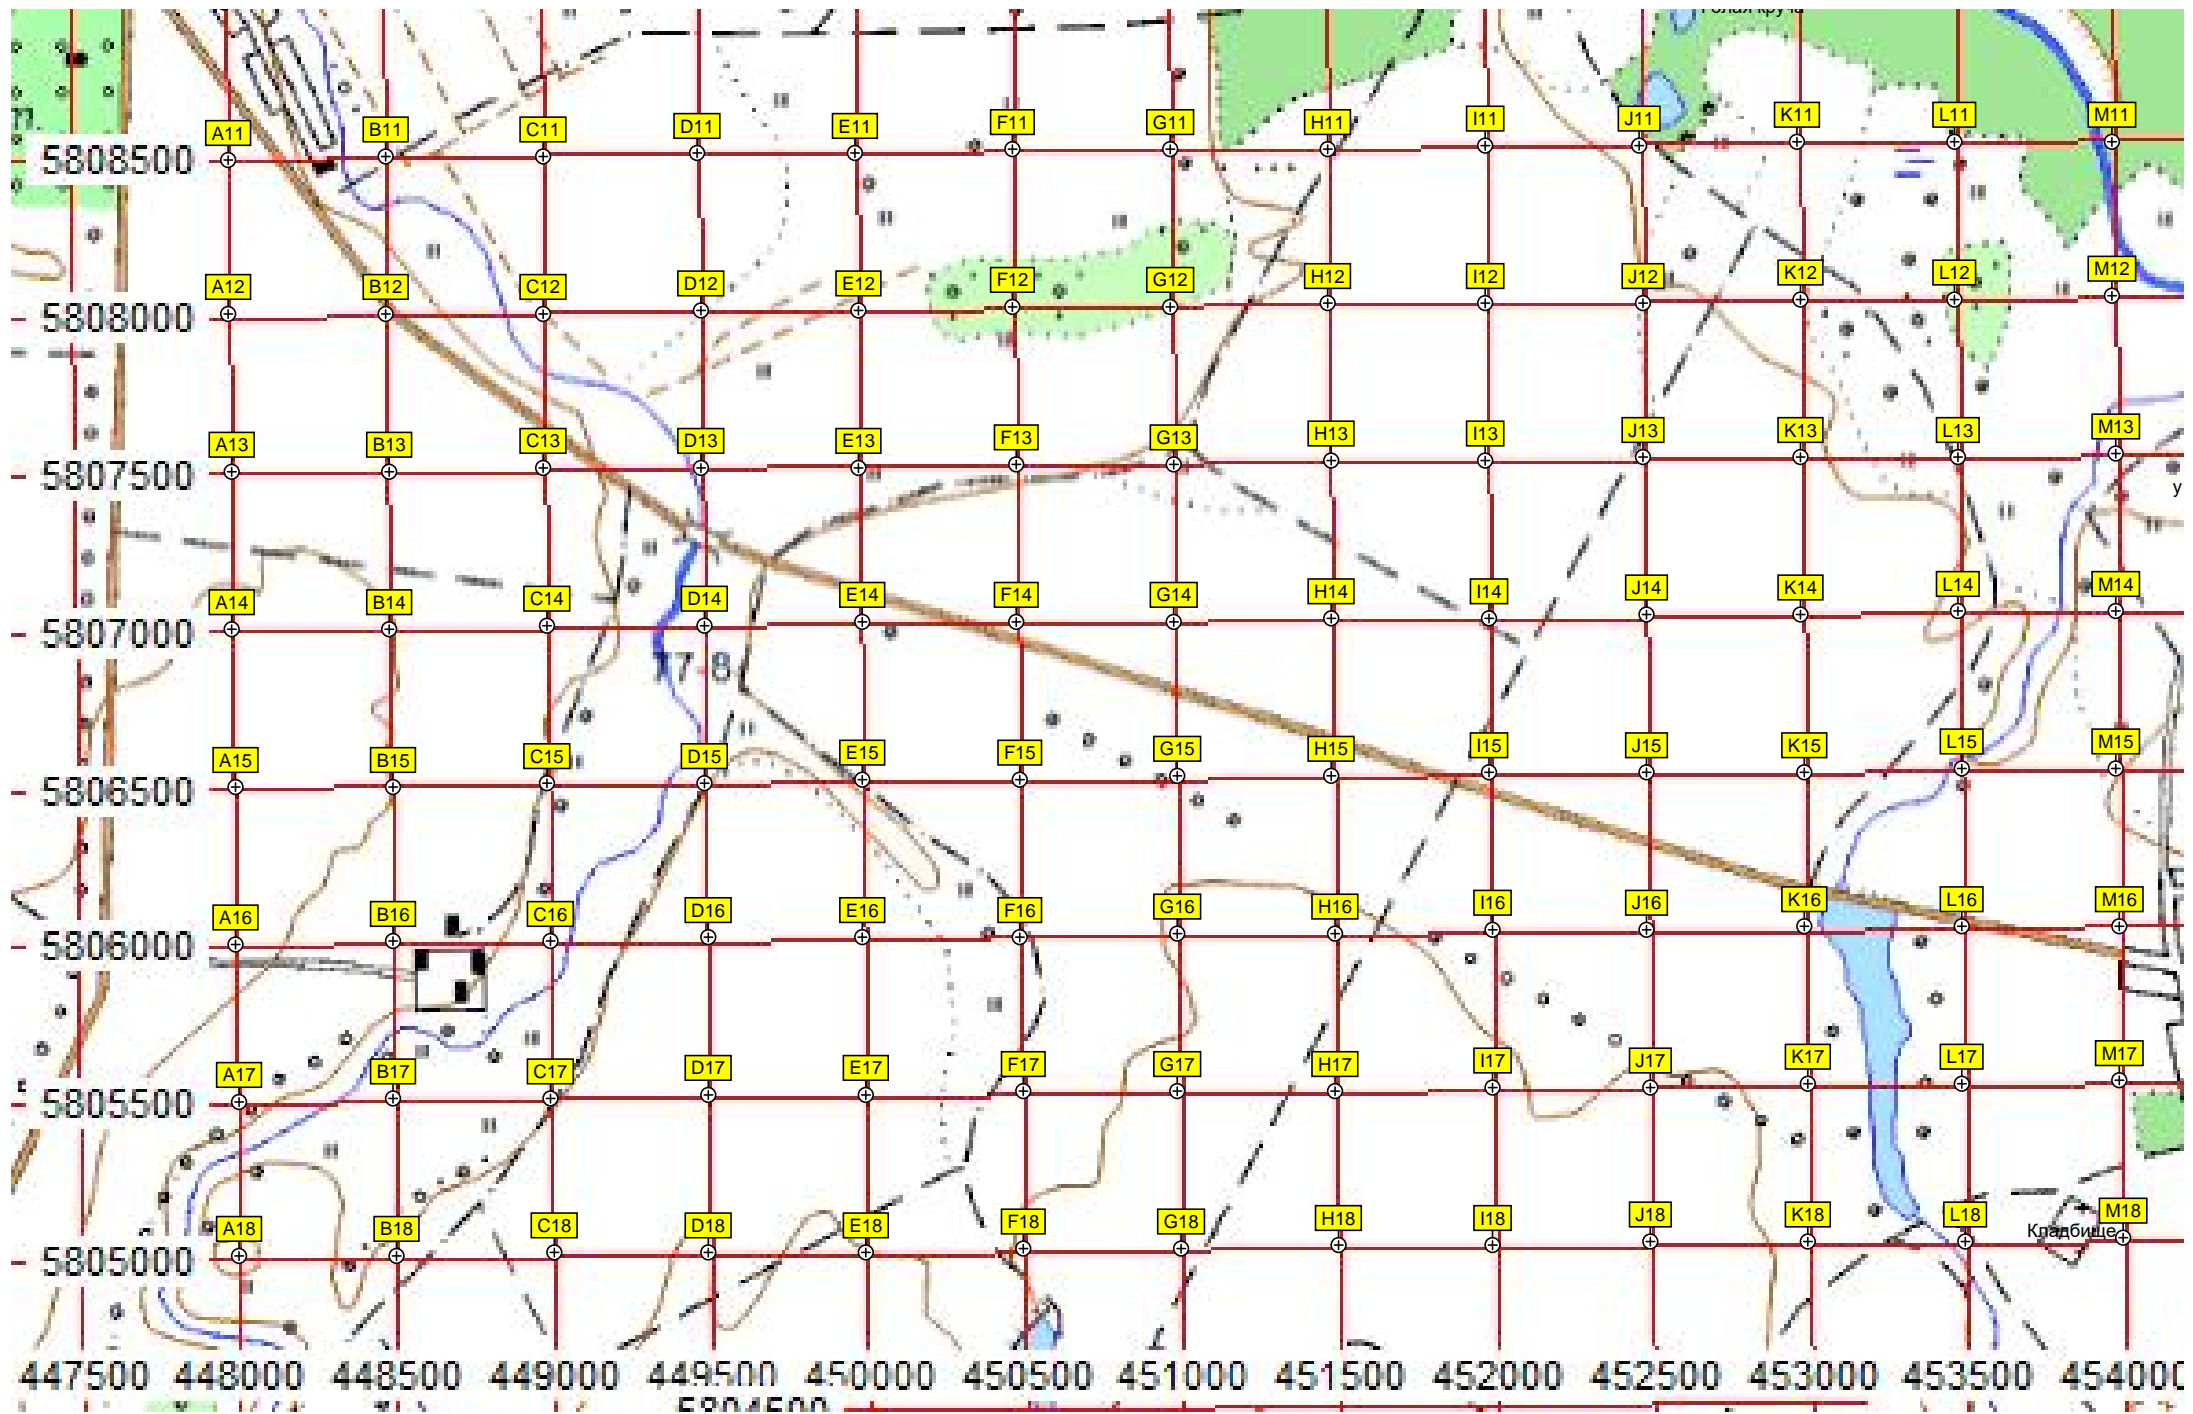 Голая круча
A11 B11 C11 D11 E11 F11 G11 H11 I11 J11 K11 L11 M11
5808500
A12 B12 C12 D12 E12 F12 G12 H12 I12 J12 K12 L12 M12
5808000
A13 B13 C13 D13 E13 F13 G13 H13 I13 J13 K13 L13 M13
5807500
у
A14 B14 C14 D14 E14 F14 G14 H14 I14 J14 K14 L14 M14
5807000
77-8
A15 B15 C15 D15 E15 F15 G15 H15 I15 J15 K15 L15 M15
5806500
A16 B16 C16 D16 E16 F16 G16 H16 I16 J16 K16 L16 M16
5806000
A17 B17 C17 D17 E17 F17 G17 H17 I17 J17 K17 L17 M17
5805500
A18 B18 C18 D18 E18 F18 G18 H18 I18 J18 K18 L18 M18
Кладбище
5805000
447500 448000 448500 449000 449500 450000 450500 451000 451500 452000 452500 453000 453500 454000
5804500